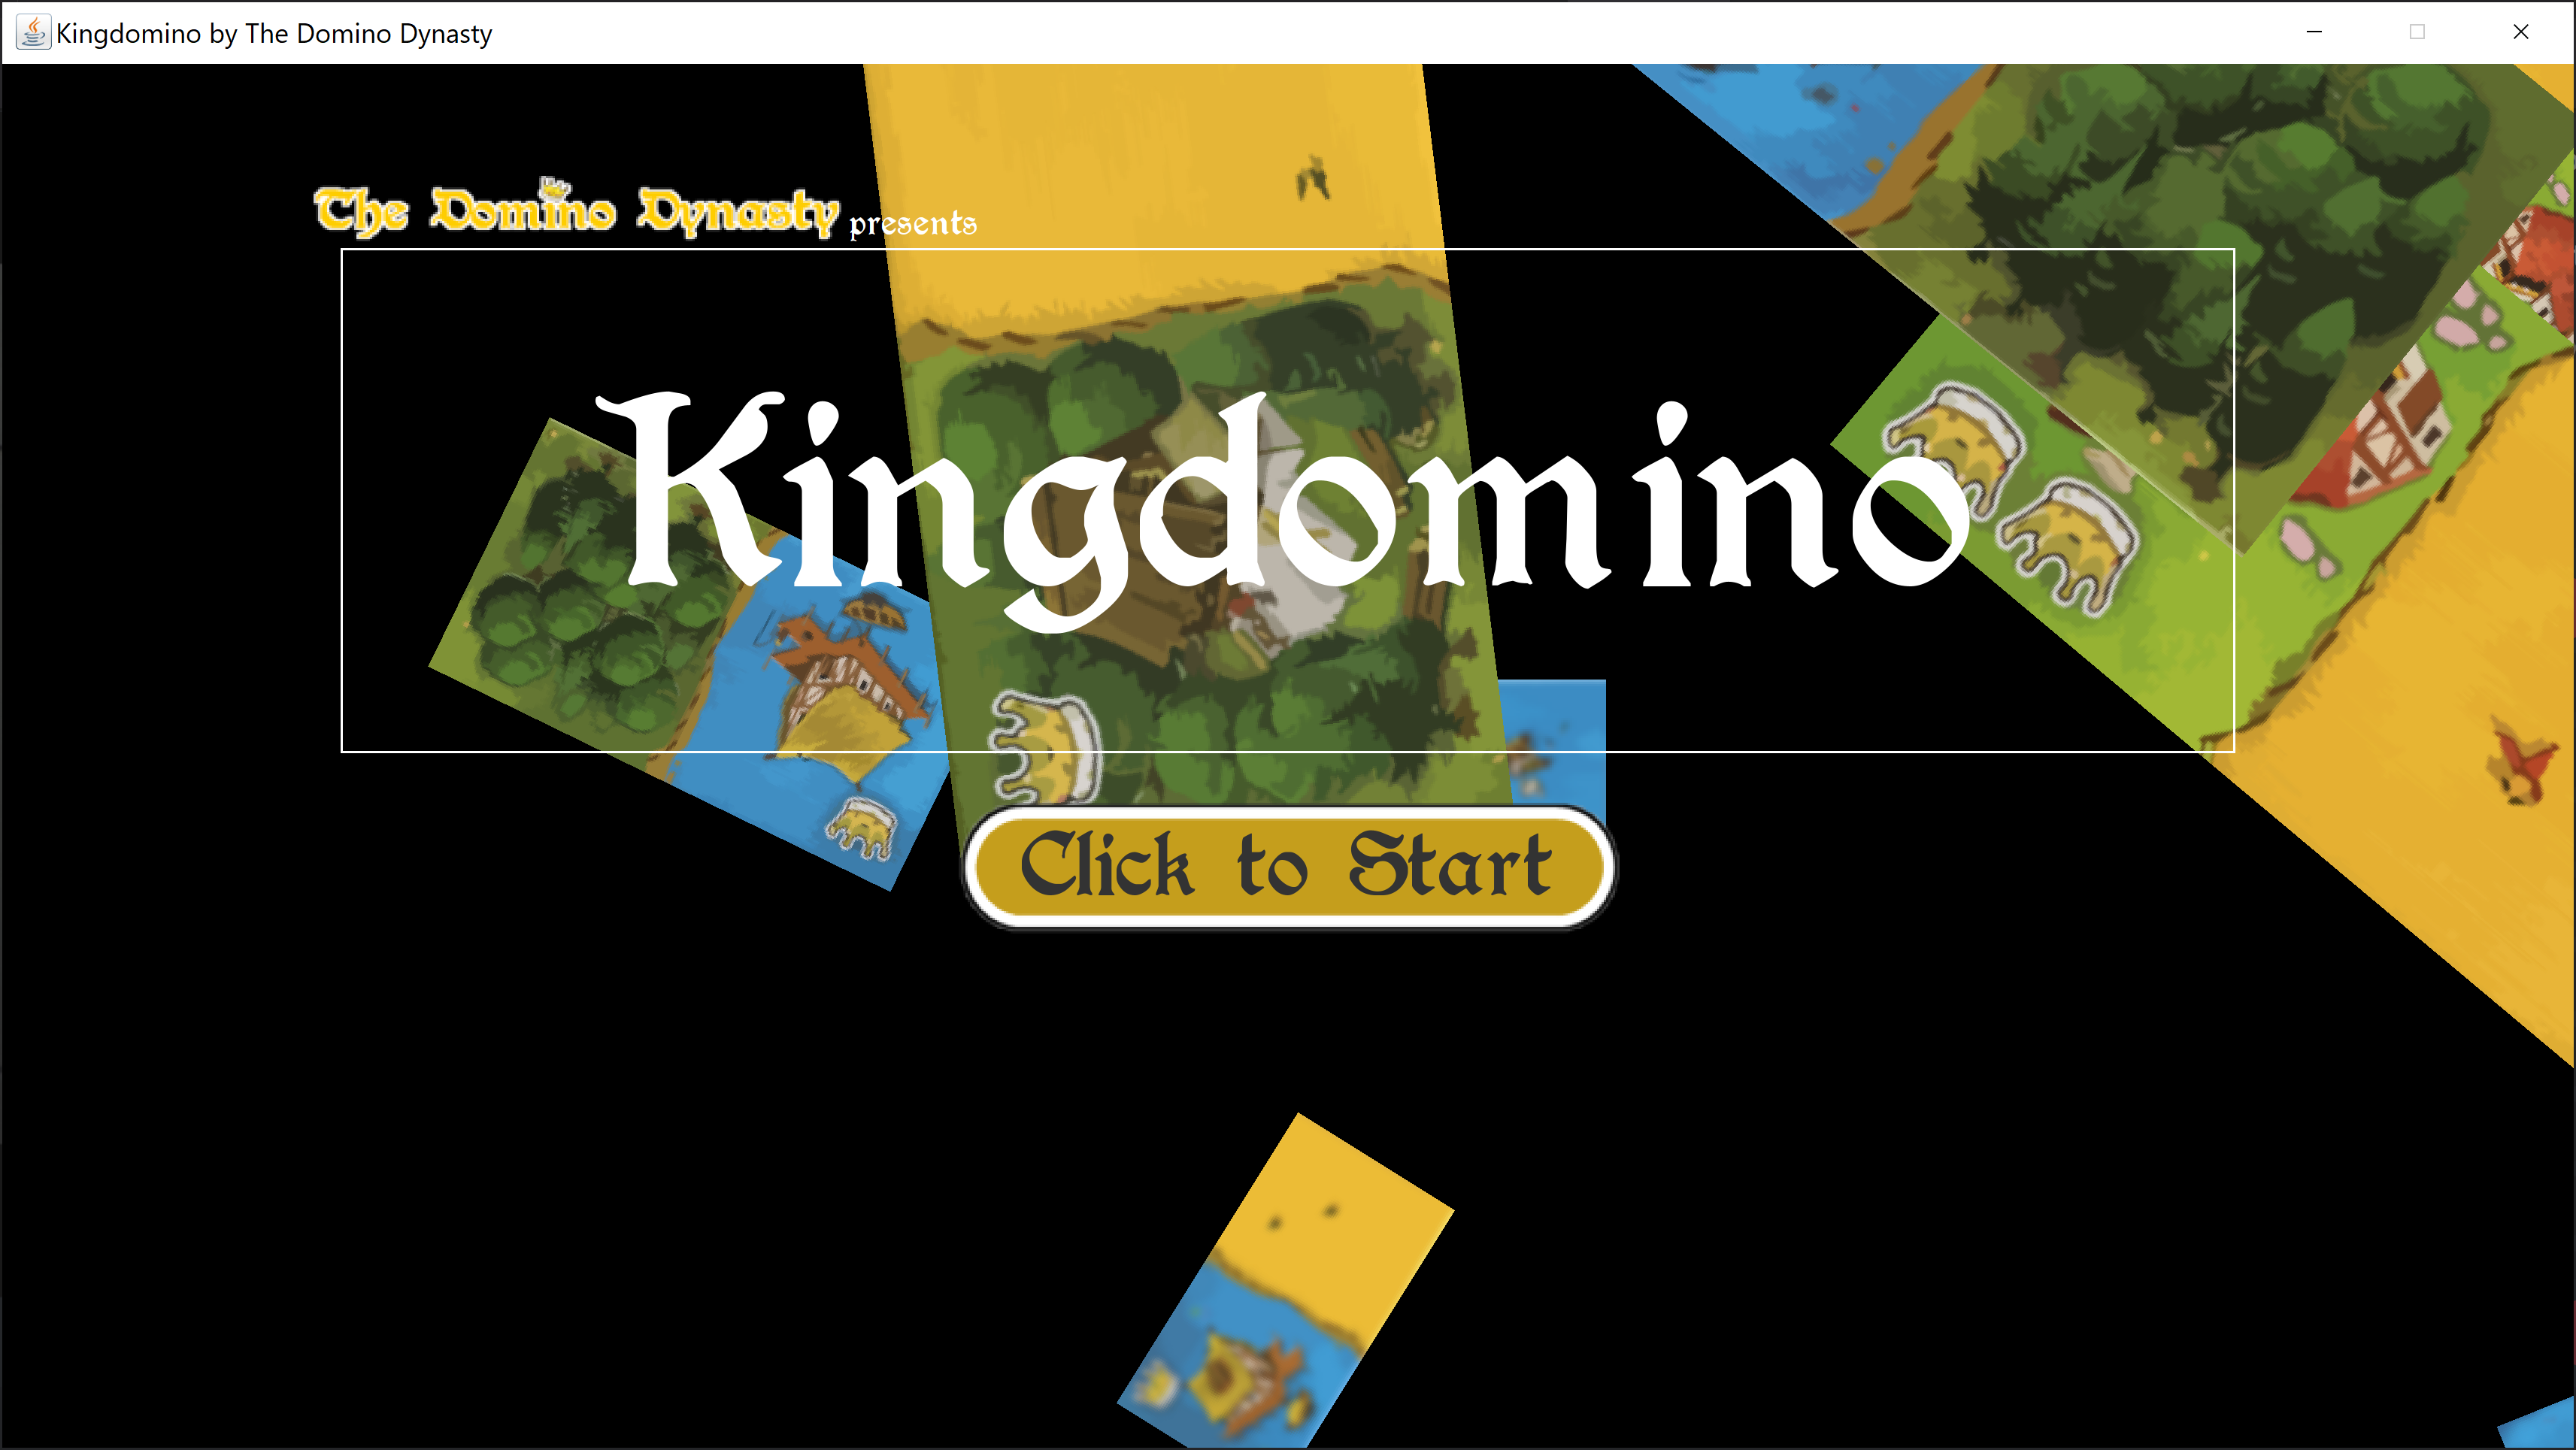 Kingdomino by The Domino Dynasty
The Domino Dynasty presents
Kingdomino
Click to Start